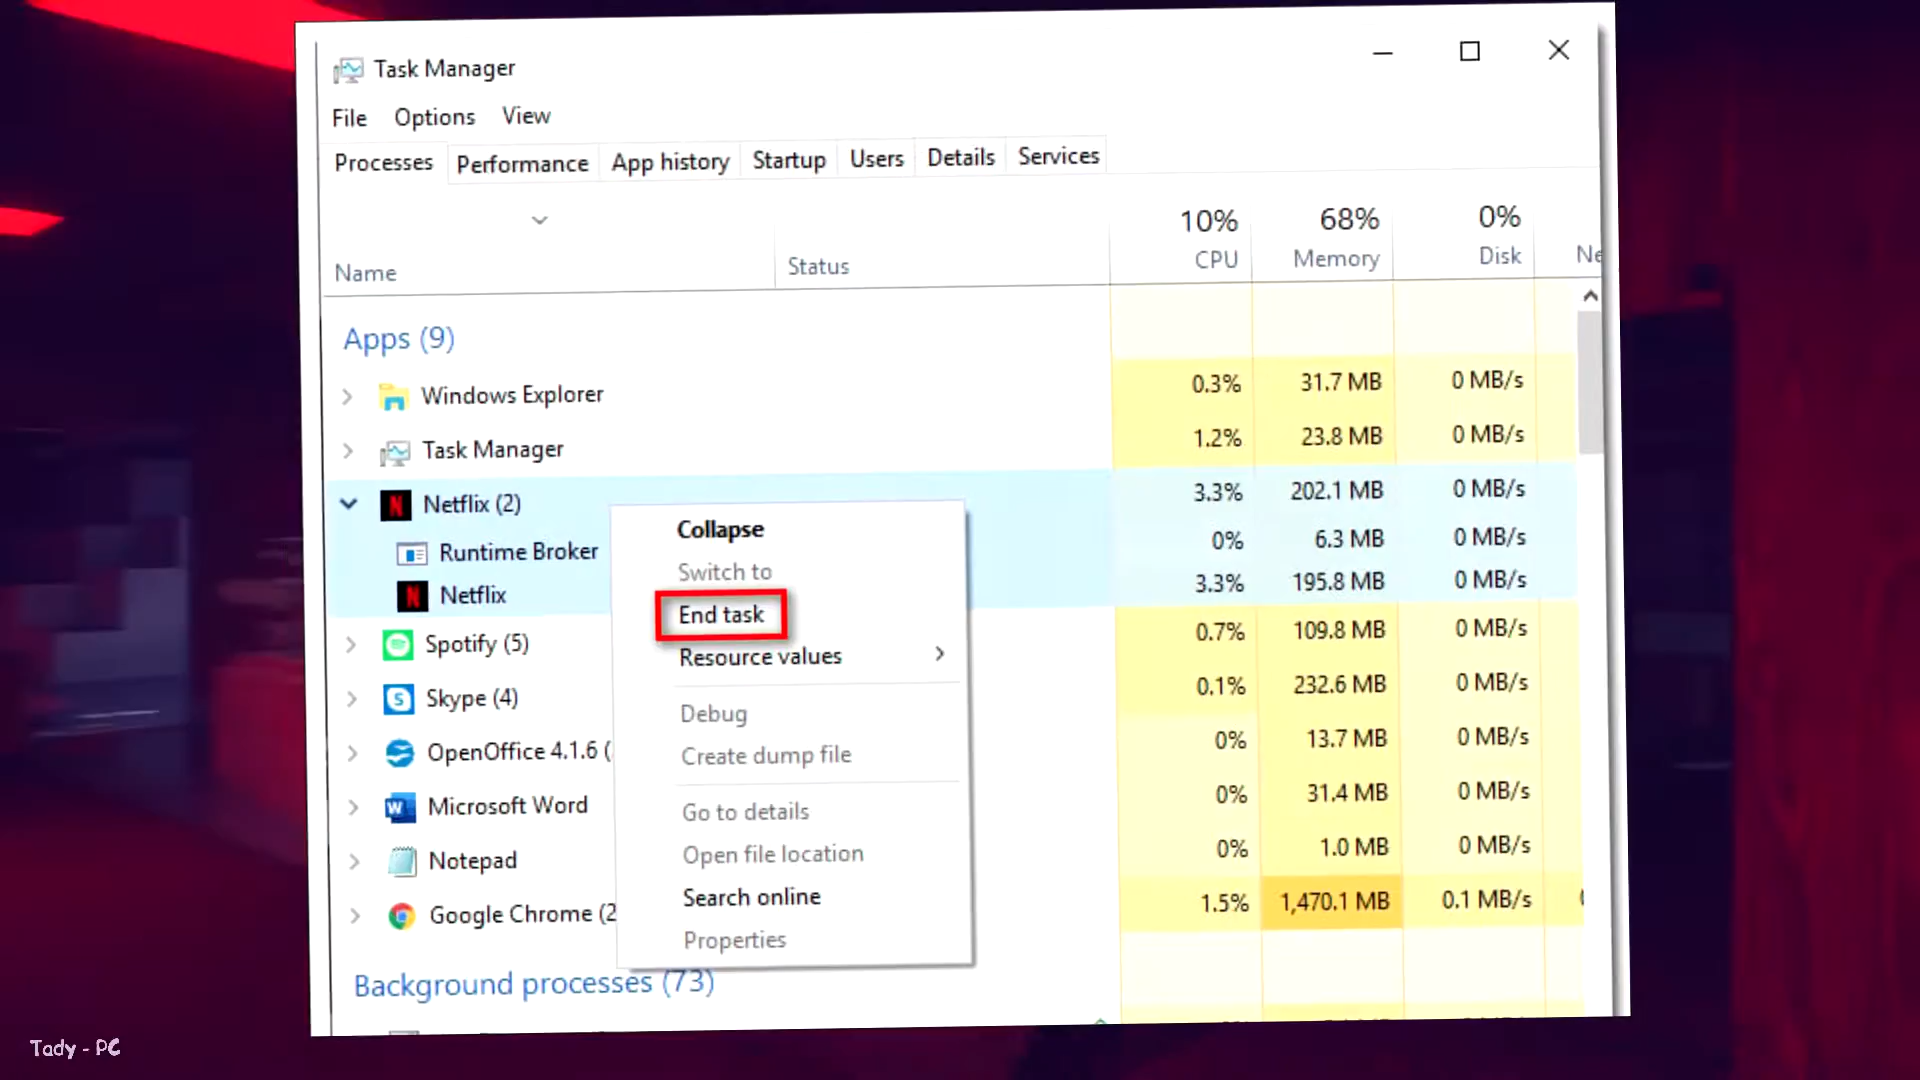 Task Manager
File Options View
Processes Performance App history Startup Users Details Services
10% 68% 0%
Name Status CPU Memory Disk
Apps (9)
Windows Explorer 0.3% 31.7 MB 0 MB/s
Task Manager 1.2% 23.8 MB 0 MB/s
Netflix (2) 3.3% 202.1 MB 0 MB/s
Runtime Broker 0% 6.3 MB 0 MB/s
Netflix 3.3% 195.8 MB 0 MB/s
Spotify (5) 0.7% 109.8 MB 0 MB/s
Skype (4) 0.1% 232.6 MB 0 MB/s
OpenOffice 4.1.6 ( 0% 13.7 MB 0 MB/s
Microsoft Word 0% 31.4 MB 0 MB/s
Notepad 0% 1.0 MB 0 MB/s
Google Chrome (2 1.5% 1,470.1 MB 0.1 MB/s
Background processes (73)
Collapse
Switch to
End task
Resource values
Debug
Create dump file
Go to details
Open file location
Search online
Properties
Tady - PC